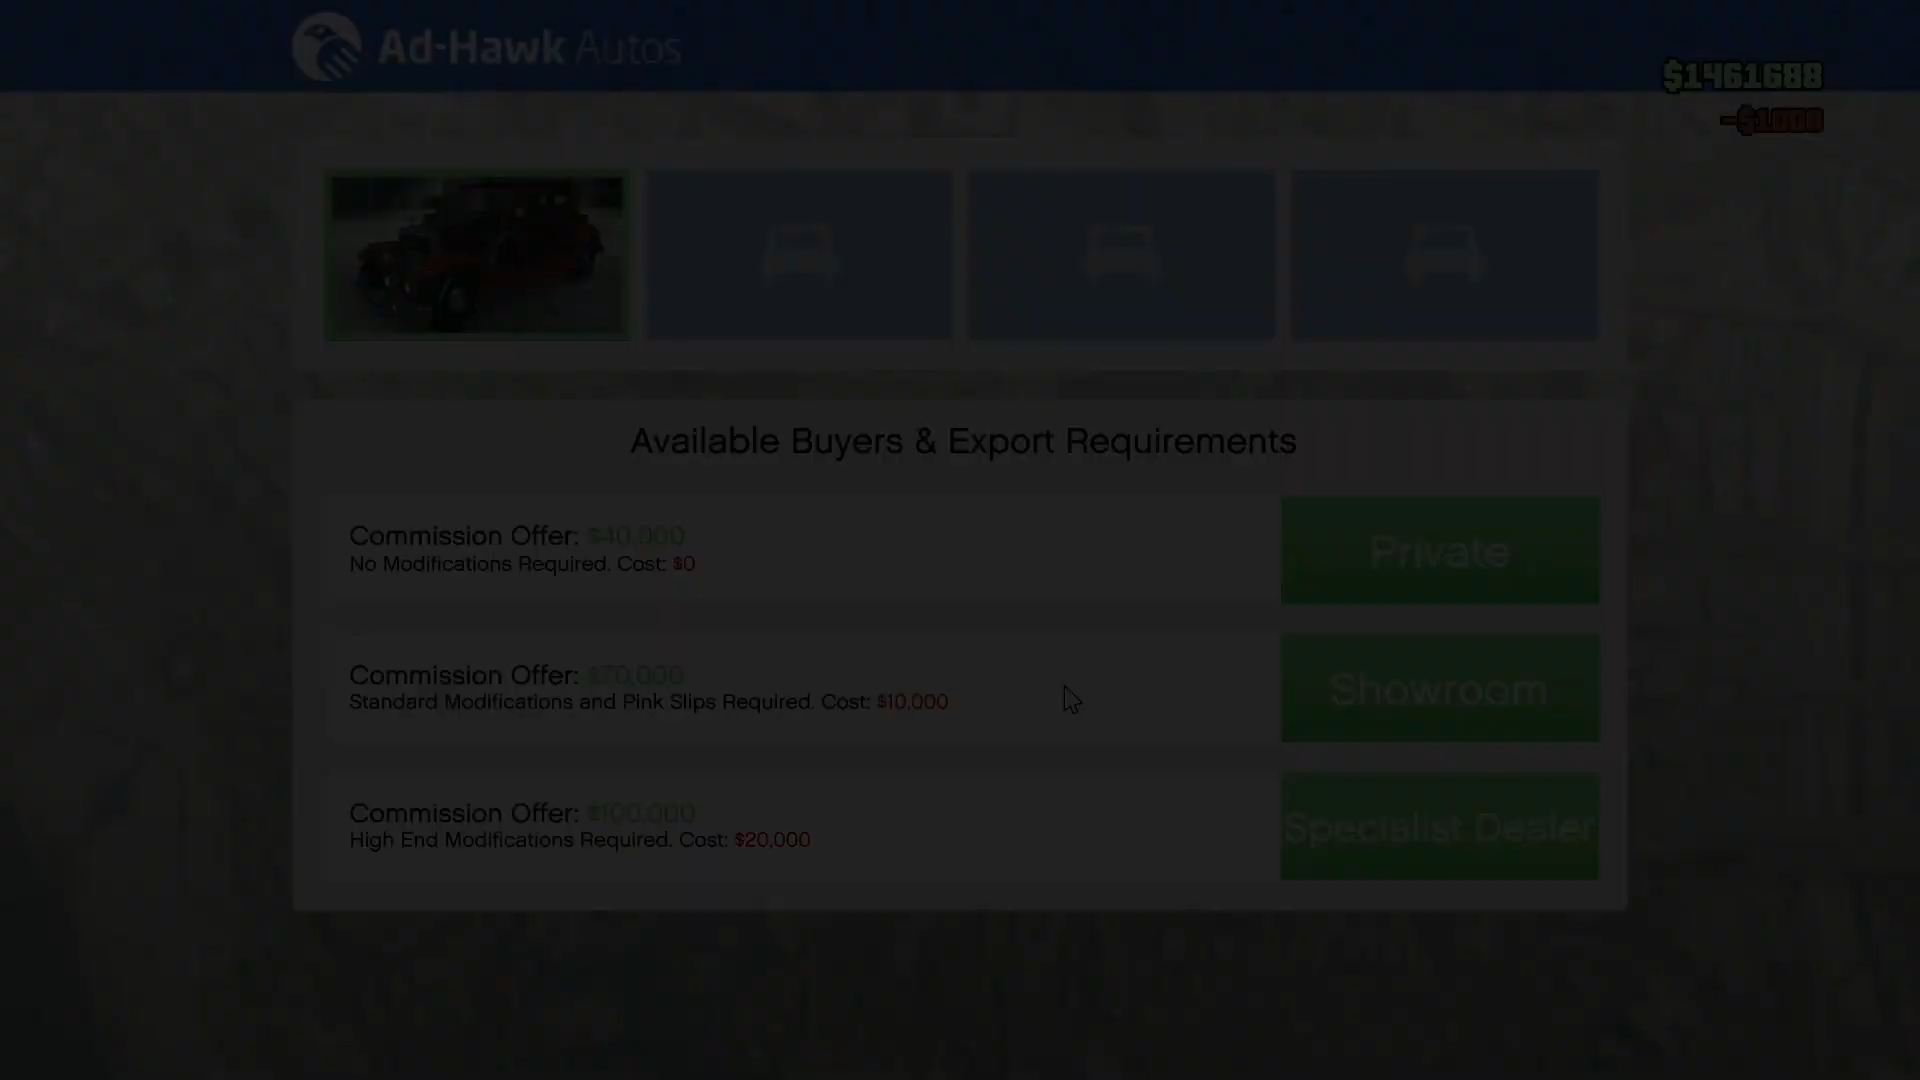 Ad-Hawk Autos
$1461688
-$1000
Available Buyers & Export Requirements
Commission Offer: $40,000
No Modifications Required. Cost: $0
Private
Commission Offer: $70,000
Standard Modifications and Pink Slips Required. Cost: $10,000
Showroom
Commission Offer: $100,000
High End Modifications Required. Cost: $20,000
Specialist Dealer